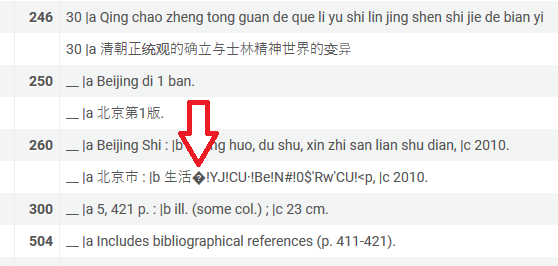 246 30 |a Qing chao zheng tong guan de que li yu shi lin jing shen shi jie de bian yi
30 |a 清朝正统观的确立与士林精神世界的变异
250 __ |a Beijing di 1 ban.
__ |a 北京第1版.
260 __ |a Beijing Shi : |b ng huo, du shu, xin zhi san lian shu dian, |c 2010.
__ |a 北京市 : |b 生活�!YJ!CU·!Be!N#!0$'Rw'CU!<p, |c 2010.
300 __ |a 5, 421 p. : |b ill. (some col.) ; |c 23 cm.
504 __ |a Includes bibliographical references (p. 411-421).